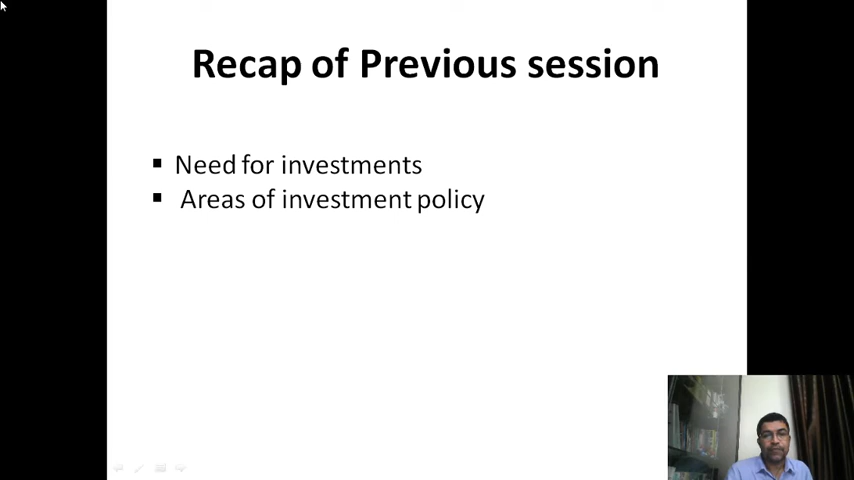 Recap of Previous session
▪ Need for investments
▪ Areas of investment policy